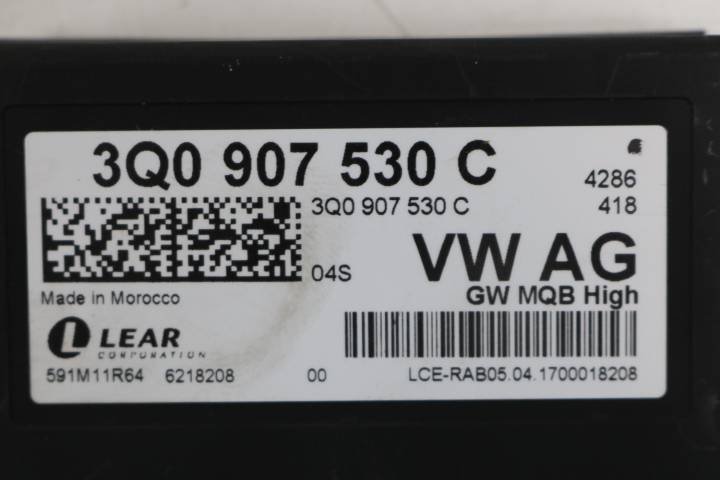 3Q0 907 530 C
4286
3Q0 907 530 C
418
04S
VW AG
Made in Morocco
GW MQB High
LEAR
CORPORATION
591M11R64 6218208 00 LCE-RAB05.04.1700018208